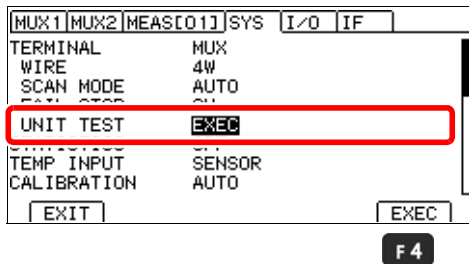 MUX1 MUX2 MEAS[01] SYS I/O IF
TERMINAL MUX
WIRE 4W
SCAN MODE AUTO
UNIT TEST EXEC
TEMP INPUT SENSOR
CALIBRATION AUTO
EXIT EXEC
F4